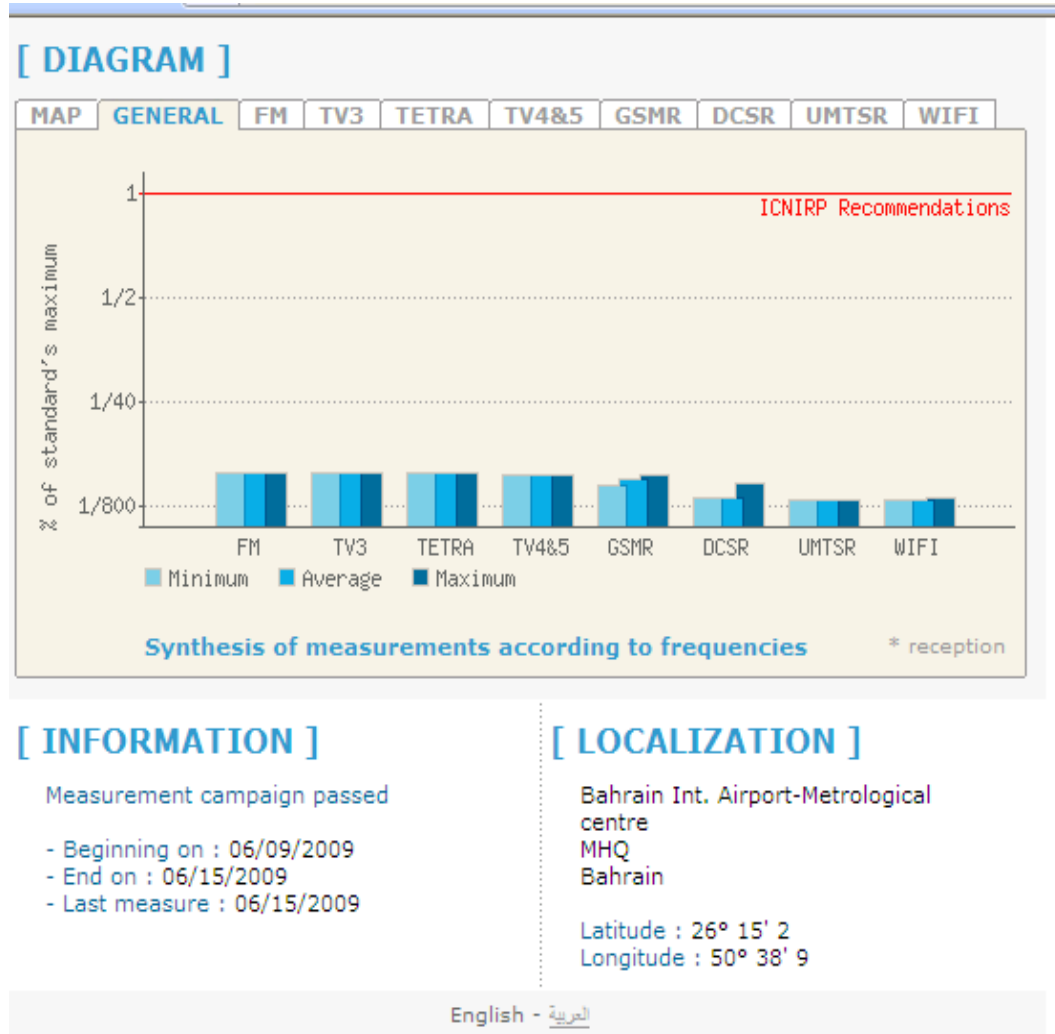 [ DIAGRAM ]
MAP GENERAL FM TV3 TETRA TV4&5 GSMR DCSR UMTSR WIFI
1
ICNIRP Recommendations
1/2
1/40
1/800
% of standard's maximum
FM TV3 TETRA TV4&5 GSMR DCSR UMTSR WIFI
Minimum Average Maximum
Synthesis of measurements according to frequencies * reception
[ INFORMATION ]
Measurement campaign passed
- Beginning on : 06/09/2009
- End on : 06/15/2009
- Last measure : 06/15/2009
[ LOCALIZATION ]
Bahrain Int. Airport-Metrological
centre
MHQ
Bahrain
Latitude : 26° 15' 2
Longitude : 50° 38' 9
English - العربية